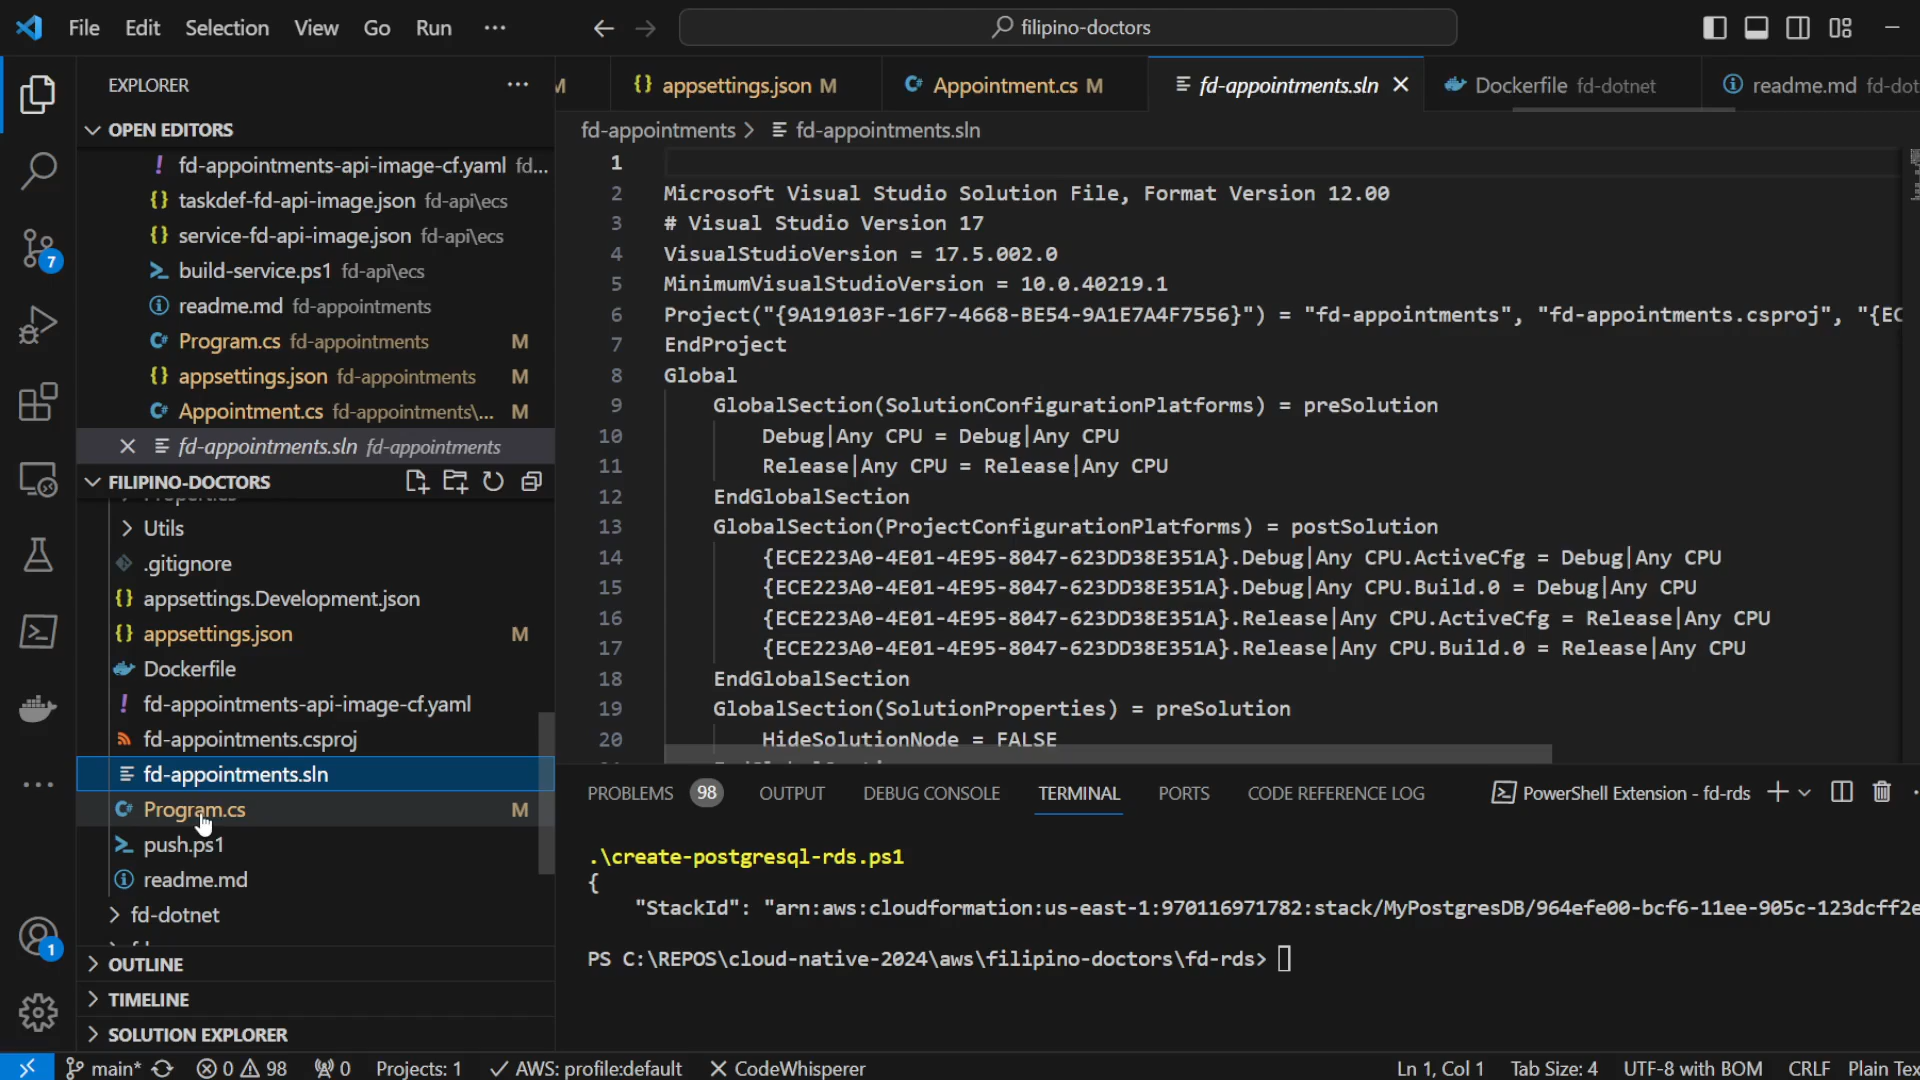 File Edit Selection View Go Run ···
filipino-doctors
EXPLORER
OPEN EDITORS
! fd-appointments-api-image-cf.yaml fd...
{} taskdef-fd-api-image.json fd-api\ecs
{} service-fd-api-image.json fd-api\ecs
build-service.ps1 fd-api\ecs
readme.md fd-appointments
Program.cs fd-appointments M
{} appsettings.json fd-appointments M
Appointment.cs fd-appointments\... M
fd-appointments.sln fd-appointments
FILIPINO-DOCTORS
Properties
Utils
.gitignore
{} appsettings.Development.json
{} appsettings.json M
Dockerfile
! fd-appointments-api-image-cf.yaml
fd-appointments.csproj
fd-appointments.sln
Program.cs M
push.ps1
readme.md
fd-dotnet
OUTLINE
TIMELINE
SOLUTION EXPLORER
7
1
M {} appsettings.json M Appointment.cs M fd-appointments.sln Dockerfile fd-dotnet readme.md fd-dot
fd-appointments > fd-appointments.sln
1
2 Microsoft Visual Studio Solution File, Format Version 12.00
3 # Visual Studio Version 17
4 VisualStudioVersion = 17.5.002.0
5 MinimumVisualStudioVersion = 10.0.40219.1
6 Project("{9A19103F-16F7-4668-BE54-9A1E7A4F7556}") = "fd-appointments", "fd-appointments.csproj", "{EC
7 EndProject
8 Global
9 GlobalSection(SolutionConfigurationPlatforms) = preSolution
10 Debug|Any CPU = Debug|Any CPU
11 Release|Any CPU = Release|Any CPU
12 EndGlobalSection
13 GlobalSection(ProjectConfigurationPlatforms) = postSolution
14 {ECE223A0-4E01-4E95-8047-623DD38E351A}.Debug|Any CPU.ActiveCfg = Debug|Any CPU
15 {ECE223A0-4E01-4E95-8047-623DD38E351A}.Debug|Any CPU.Build.0 = Debug|Any CPU
16 {ECE223A0-4E01-4E95-8047-623DD38E351A}.Release|Any CPU.ActiveCfg = Release|Any CPU
17 {ECE223A0-4E01-4E95-8047-623DD38E351A}.Release|Any CPU.Build.0 = Release|Any CPU
18 EndGlobalSection
19 GlobalSection(SolutionProperties) = preSolution
20 HideSolutionNode = FALSE
PROBLEMS 98 OUTPUT DEBUG CONSOLE TERMINAL PORTS CODE REFERENCE LOG PowerShell Extension - fd-rds
.\create-postgresql-rds.ps1
{
"StackId": "arn:aws:cloudformation:us-east-1:970116971782:stack/MyPostgresDB/964efe00-bcf6-11ee-905c-123dcff2e
PS C:\REPOS\cloud-native-2024\aws\filipino-doctors\fd-rds>
main* 0 98 0 Projects: 1 AWS: profile:default CodeWhisperer Ln 1, Col 1 Tab Size: 4 UTF-8 with BOM CRLF Plain Tex